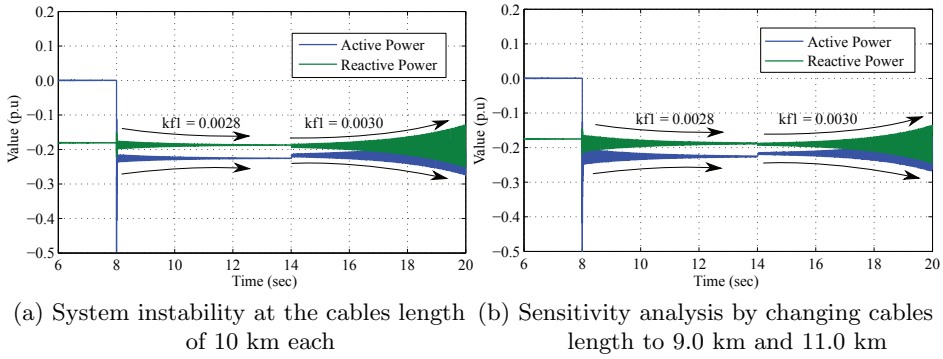 0.2
0.1
0.0
−0.1
−0.2
−0.3
−0.4
−0.5
Value (p.u)
Active Power
Reactive Power
kf1 = 0.0028
kf1 = 0.0030
6 8 10 12 14 16 18 20
Time (sec)
(a) System instability at the cables length
of 10 km each
0.2
0.1
0.0
−0.1
−0.2
−0.3
−0.4
−0.5
Value (p.u)
Active Power
Reactive Power
kf1 = 0.0028
kf1 = 0.0030
6 8 10 12 14 16 18 20
Time (sec)
(b) Sensitivity analysis by changing cables
length to 9.0 km and 11.0 km